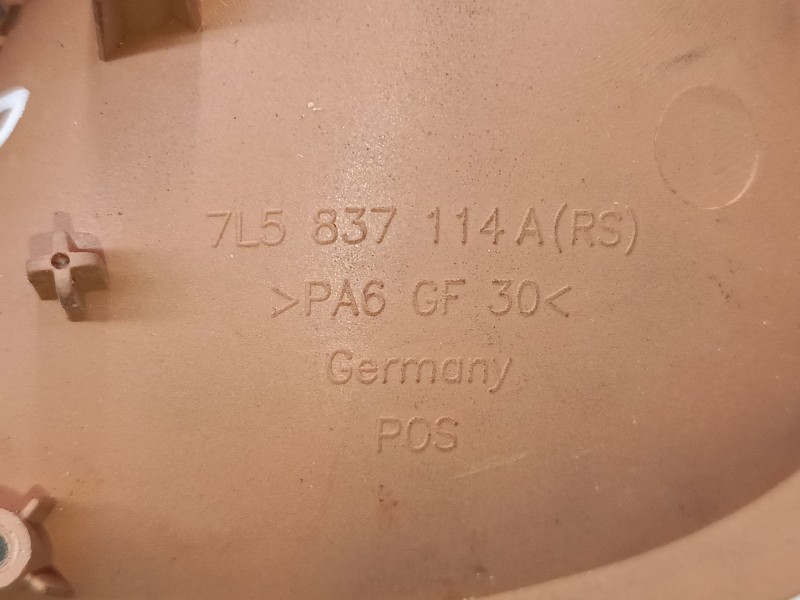 7L5 837 114 A(RS)
>PA6 GF 30<
Germany
POS